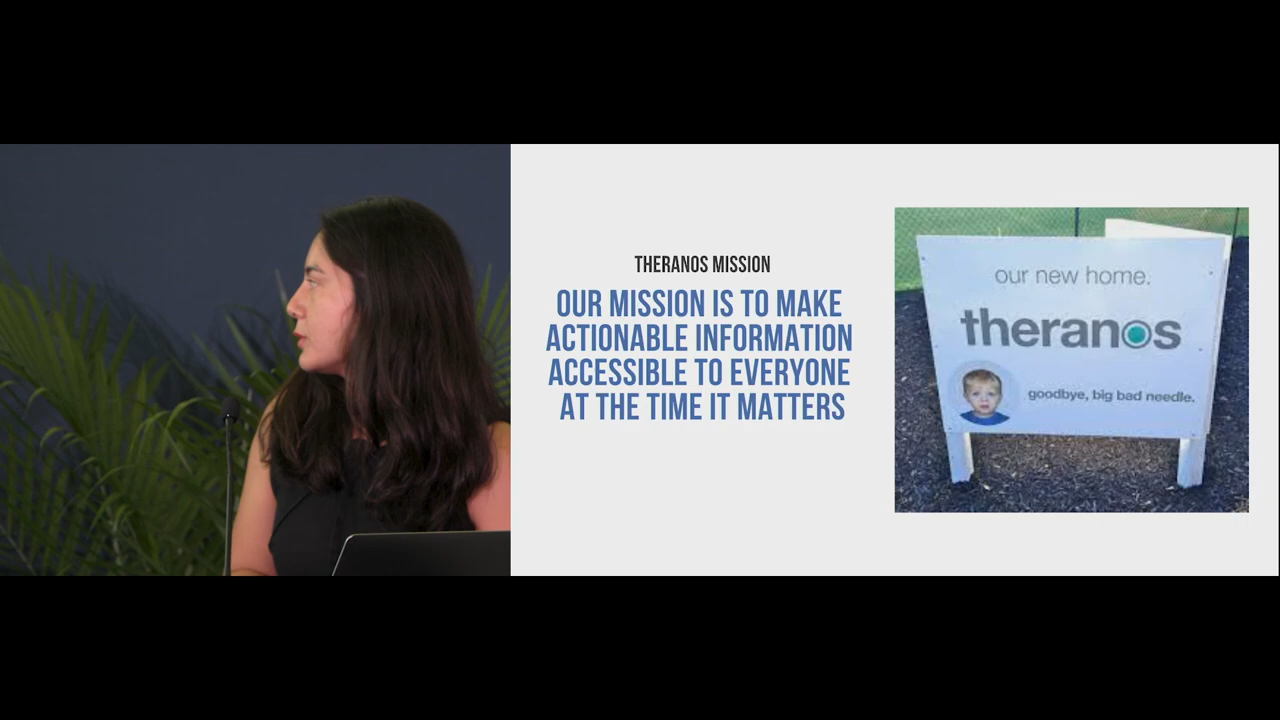 THERANOS MISSION
OUR MISSION IS TO MAKE
ACTIONABLE INFORMATION
ACCESSIBLE TO EVERYONE
AT THE TIME IT MATTERS
our new home.
theranos
goodbye, big bad needle.